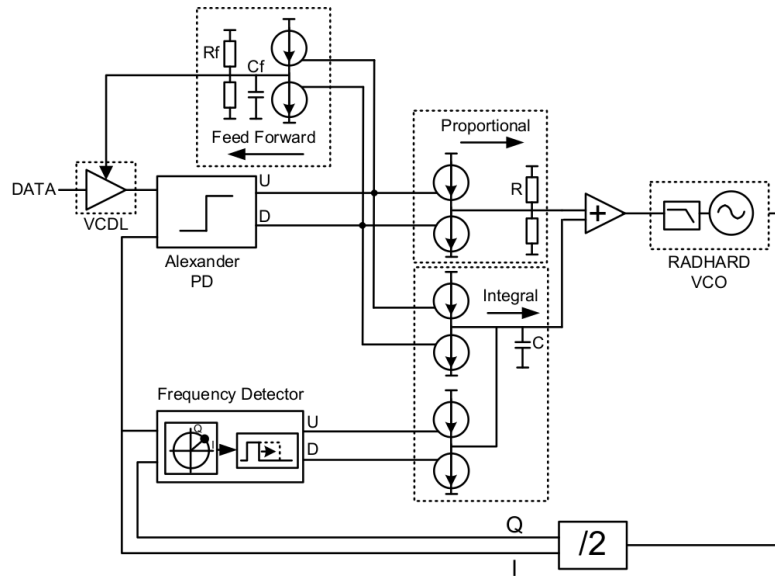 Rf
Cf
Feed Forward
Proportional
R
DATA
VCDL
U
D
Alexander
PD
+
RADHARD
VCO
Integral
C
Frequency Detector
Q
I
U
D
Q
I
/2